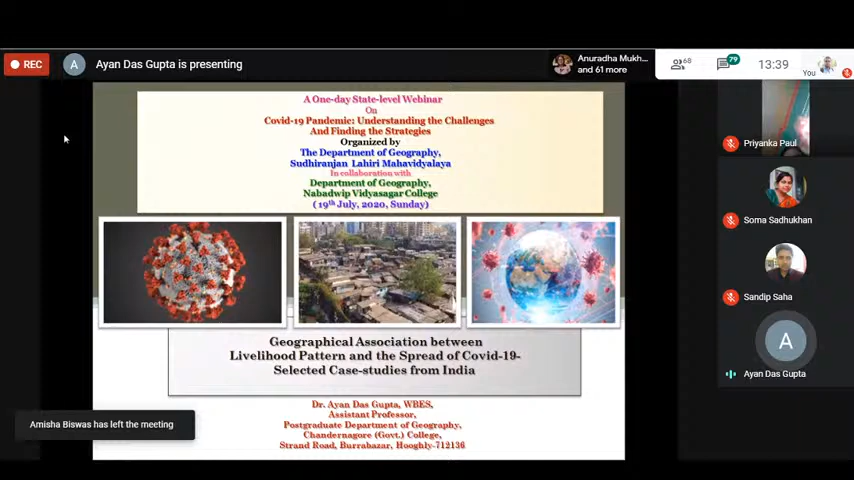 REC
A
Ayan Das Gupta is presenting
Anuradha Mukh...
and 61 more
68
79
13:39
You
A One-day State-level Webinar
On
Covid-19 Pandemic: Understanding the Challenges
And Finding the Strategies
Organized by
The Department of Geography,
Sudhiranjan Lahiri Mahavidyalaya
In collaboration with
Department of Geography,
Nabadwip Vidyasagar College
( 19th July, 2020, Sunday)
Geographical Association between
Livelihood Pattern and the Spread of Covid-19-
Selected Case-studies from India
Dr. Ayan Das Gupta, WBES,
Assistant Professor,
Postgraduate Department of Geography,
Chandernagore (Govt.) College,
Strand Road, Burrabazar, Hooghly-712136
Priyanka Paul
Soma Sadhukhan
Sandip Saha
A
Ayan Das Gupta
Amisha Biswas has left the meeting